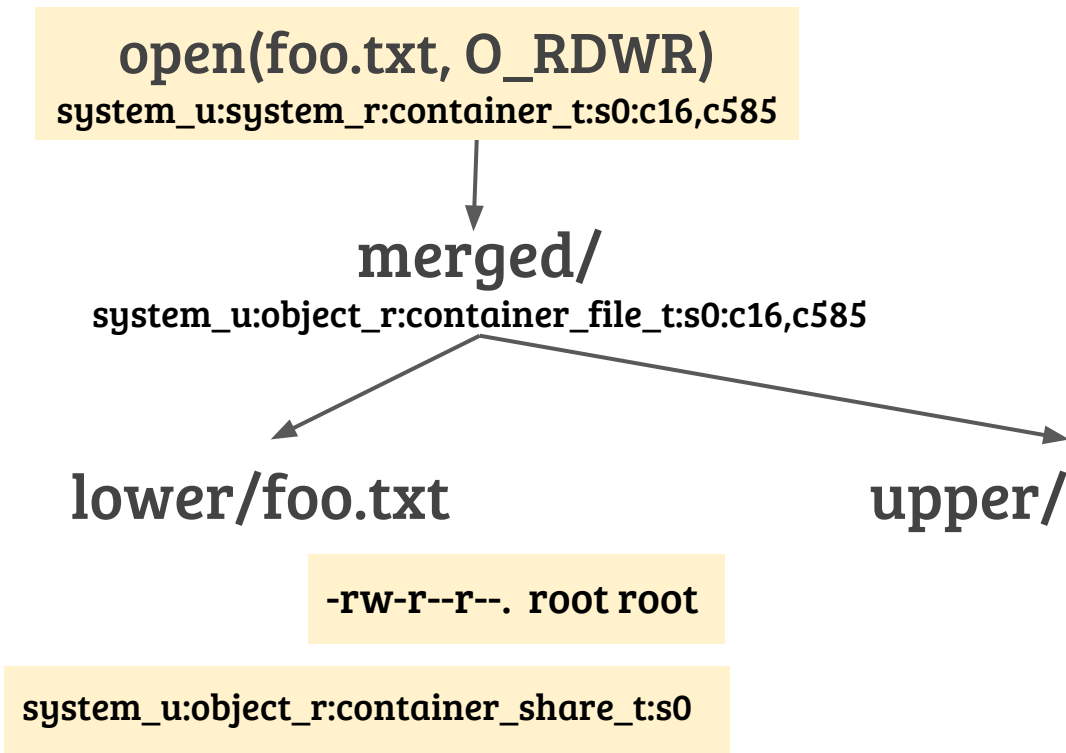 open(foo.txt, O_RDWR)
system_u:system_r:container_t:s0:c16,c585
merged/
system_u:object_r:container_file_t:s0:c16,c585
lower/foo.txt
upper/
-rw-r--r--. root root
system_u:object_r:container_share_t:s0